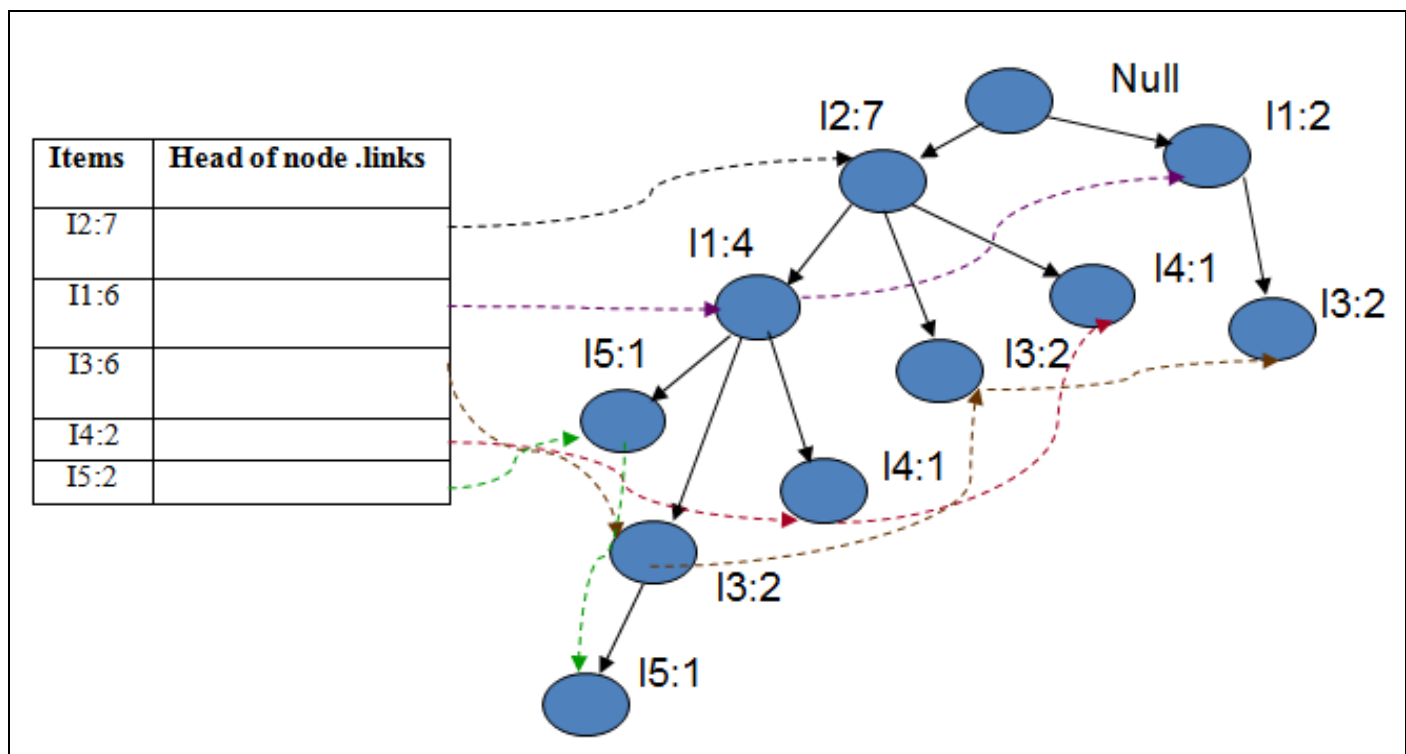 Null
I2:7
I1:2
Items Head of node .links
I2:7
I1:4
I4:1
I1:6
I3:2
I5:1
I3:2
I3:6
I4:2
I4:1
I5:2
I3:2
I5:1